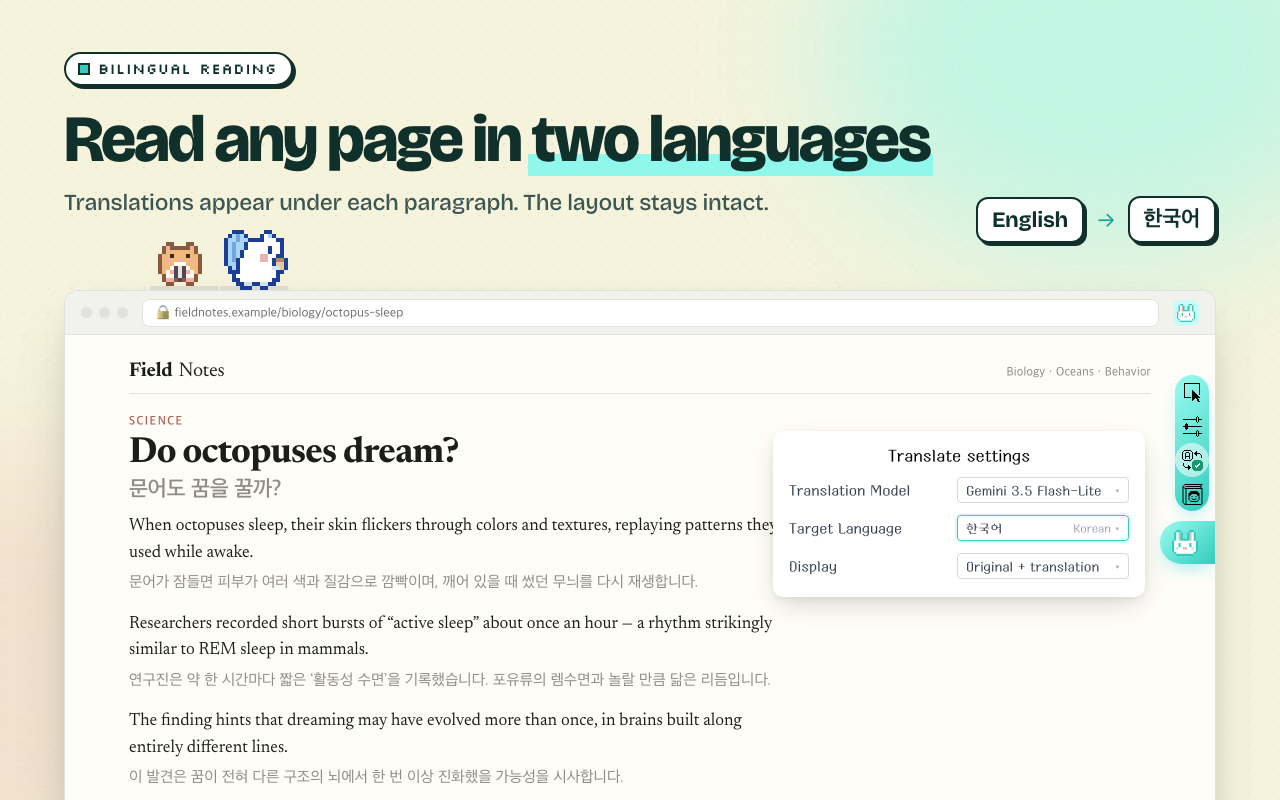 BILINGUAL READING
Read any page in two languages
Translations appear under each paragraph. The layout stays intact.
English → 한국어
fieldnotes.example/biology/octopus-sleep
Field Notes
Biology · Oceans · Behavior
SCIENCE
Do octopuses dream?
문어도 꿈을 꿀까?
When octopuses sleep, their skin flickers through colors and textures, replaying patterns they
used while awake.
문어가 잠들면 피부가 여러 색과 질감으로 깜빡이며, 깨어 있을 때 썼던 무늬를 다시 재생합니다.
Researchers recorded short bursts of “active sleep” about once an hour — a rhythm strikingly
similar to REM sleep in mammals.
연구진은 약 한 시간마다 짧은 ‘활동성 수면’을 기록했습니다. 포유류의 렘수면과 놀랄 만큼 닮은 리듬입니다.
The finding hints that dreaming may have evolved more than once, in brains built along
entirely different lines.
이 발견은 꿈이 전혀 다른 구조의 뇌에서 한 번 이상 진화했을 가능성을 시사합니다.
Translate settings
Translation Model Gemini 3.5 Flash-Lite
Target Language 한국어 Korean
Display Original + translation